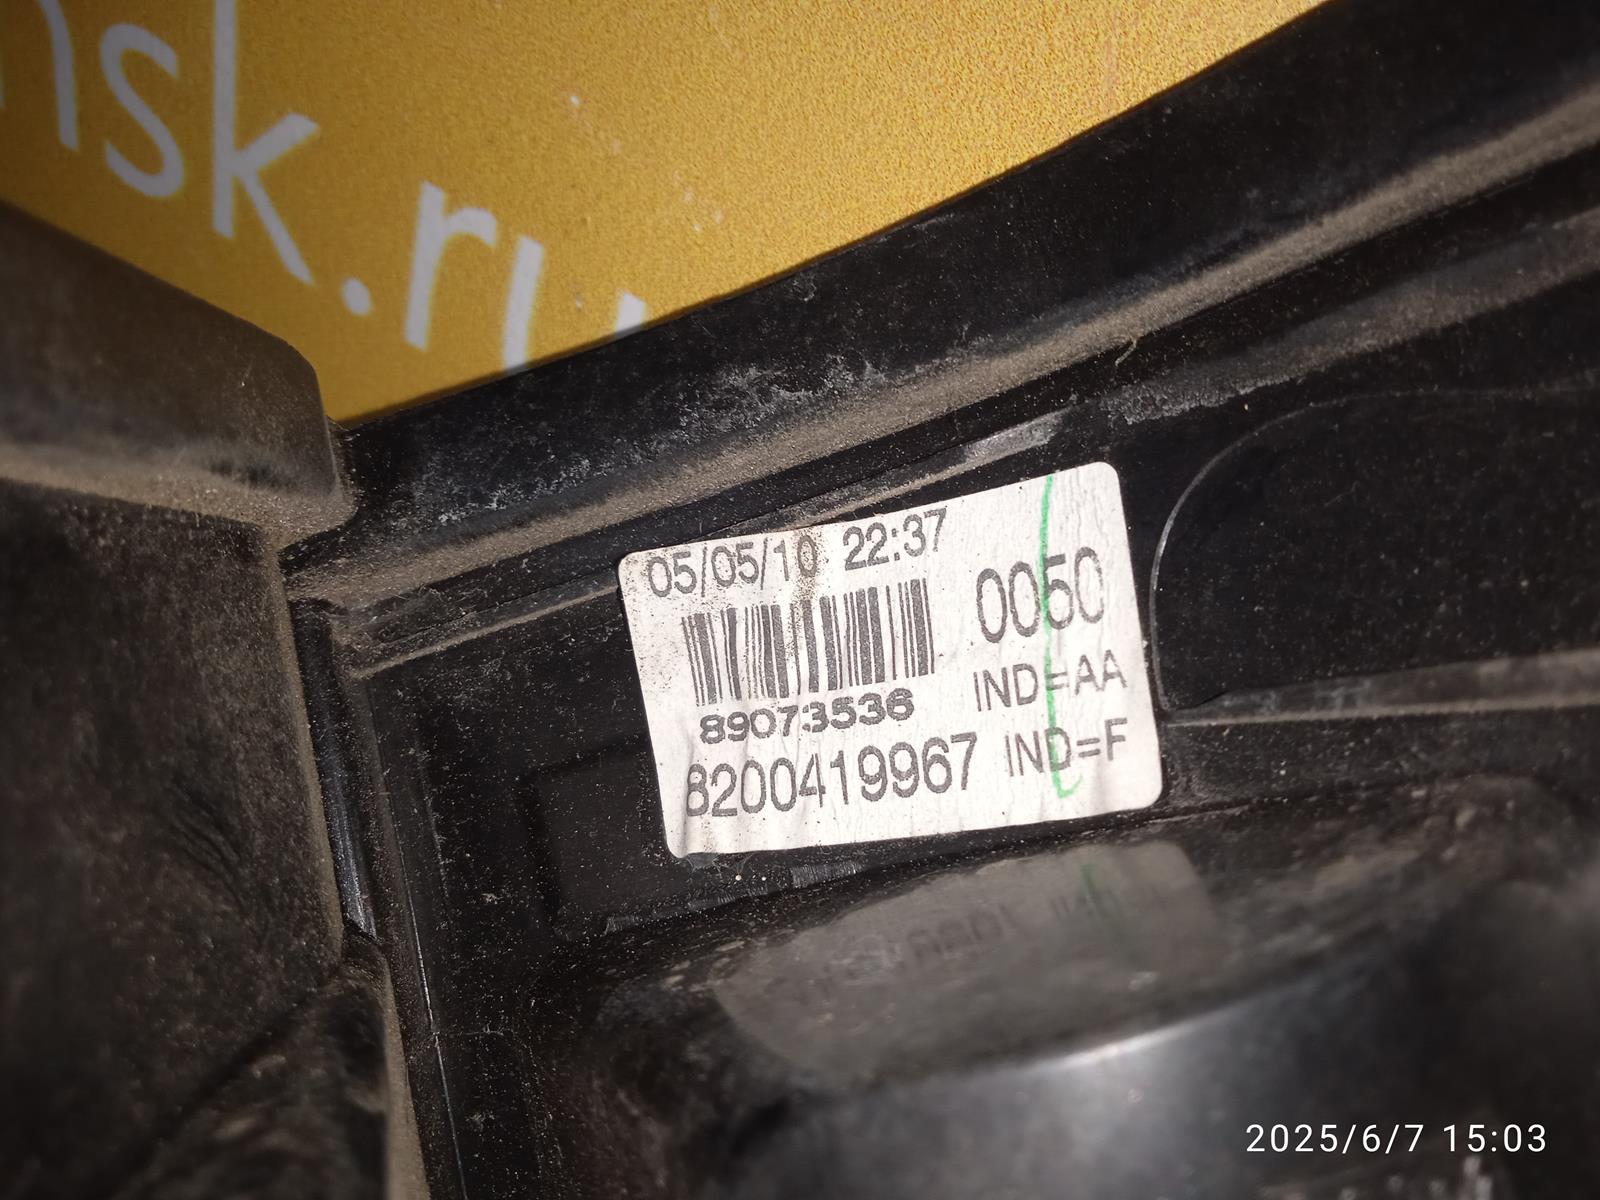 nsk.ru
05/05/10 22:37
0050
89073536
IND=AA
8200419967 IND=F
2025/6/7 15:03